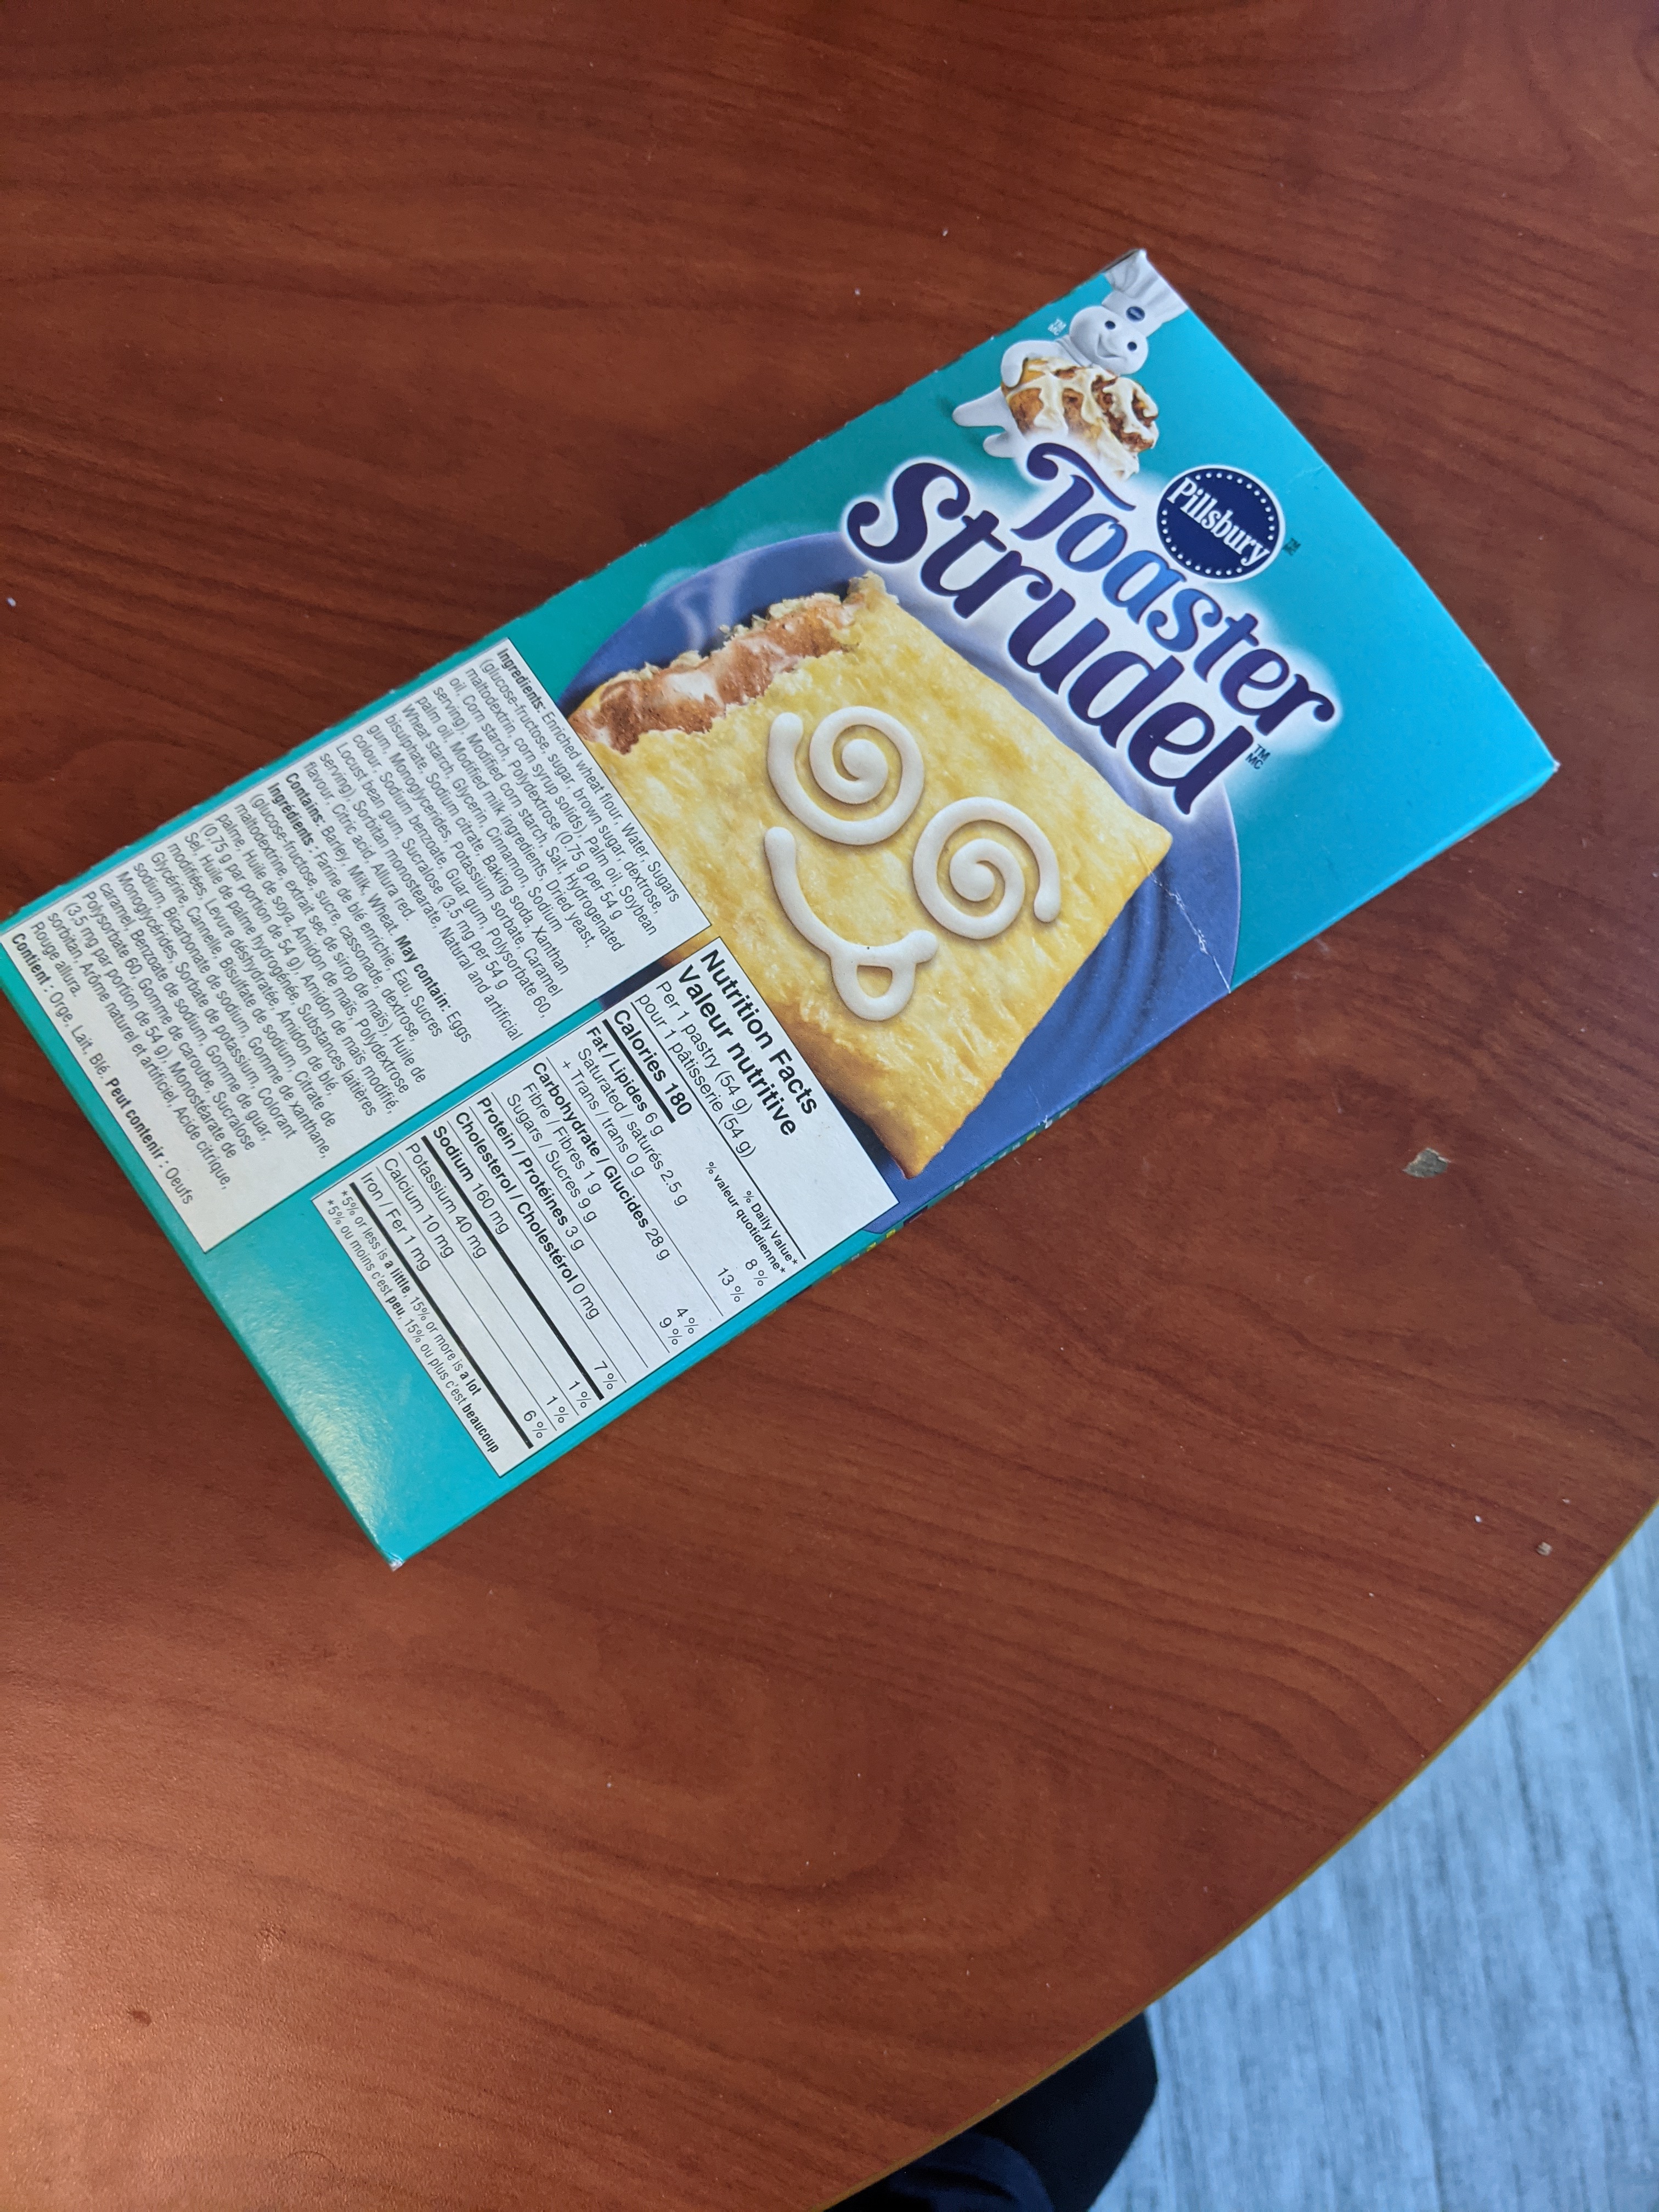 TM
MC
Pillsbury
TM
MC
Toaster
Strudel
TM
MC
Ingredients: Enriched wheat flour, Water, Sugars
(glucose-fructose, sugar, brown sugar, dextrose,
maltodextrin, corn syrup solids), Palm oil, Soybean
oil, Corn starch, Polydextrose (0.75 g per 54 g
serving), Modified corn starch, Salt, Hydrogenated
palm oil, Modified milk ingredients, Dried yeast,
Wheat starch, Glycerin, Cinnamon, Sodium
bisulphate, Sodium citrate, Baking soda, Xanthan
gum, Monoglycerides, Potassium sorbate, Caramel
colour, Sodium benzoate, Guar gum, Polysorbate 60,
Locust bean gum, Sucralose (3.5 mg per 54 g
serving), Sorbitan monostearate, Natural and artificial
flavour, Citric acid, Allura red.
Contains: Barley, Milk, Wheat. May contain: Eggs
Ingrédients : Farine de blé enrichie, Eau, Sucres
(glucose-fructose, sucre, cassonade, dextrose,
maltodextrine, extrait sec de sirop de maïs), Huile de
palme, Huile de soya, Amidon de maïs, Polydextrose
(0,75 g par portion de 54 g), Amidon de maïs modifié,
Sel, Huile de palme hydrogénée, Substances laitières
modifiées, Levure déshydratée, Amidon de blé,
Glycérine, Cannelle, Bisulfate de sodium, Citrate de
sodium, Bicarbonate de sodium, Gomme de xanthane,
Monoglycérides, Sorbate de potassium, Colorant
caramel, Benzoate de sodium, Gomme de guar,
Polysorbate 60, Gomme de caroube, Sucralose
(3,5 mg par portion de 54 g), Monostéarate de
sorbitan, Arôme naturel et artificiel, Acide citrique,
Rouge allura.
Contient : Orge, Lait, Blé. Peut contenir : Oeufs
Nutrition Facts
Valeur nutritive
Per 1 pastry (54 g)
pour 1 pâtisserie (54 g)
Calories 180
% Daily Value*
% valeur quotidienne*
Fat / Lipides 6 g 8 %
Saturated / saturés 2.5 g
+ Trans / trans 0 g 13 %
Carbohydrate / Glucides 28 g
Fibre / Fibres 1 g 4 %
Sugars / Sucres 9 g 9 %
Protein / Protéines 3 g
Cholesterol / Cholestérol 0 mg
Sodium 160 mg 7 %
Potassium 40 mg 1 %
Calcium 10 mg 1 %
Iron / Fer 1 mg 6 %
*5% or less is a little, 15% or more is a lot
*5% ou moins c'est peu, 15% ou plus c'est beaucoup